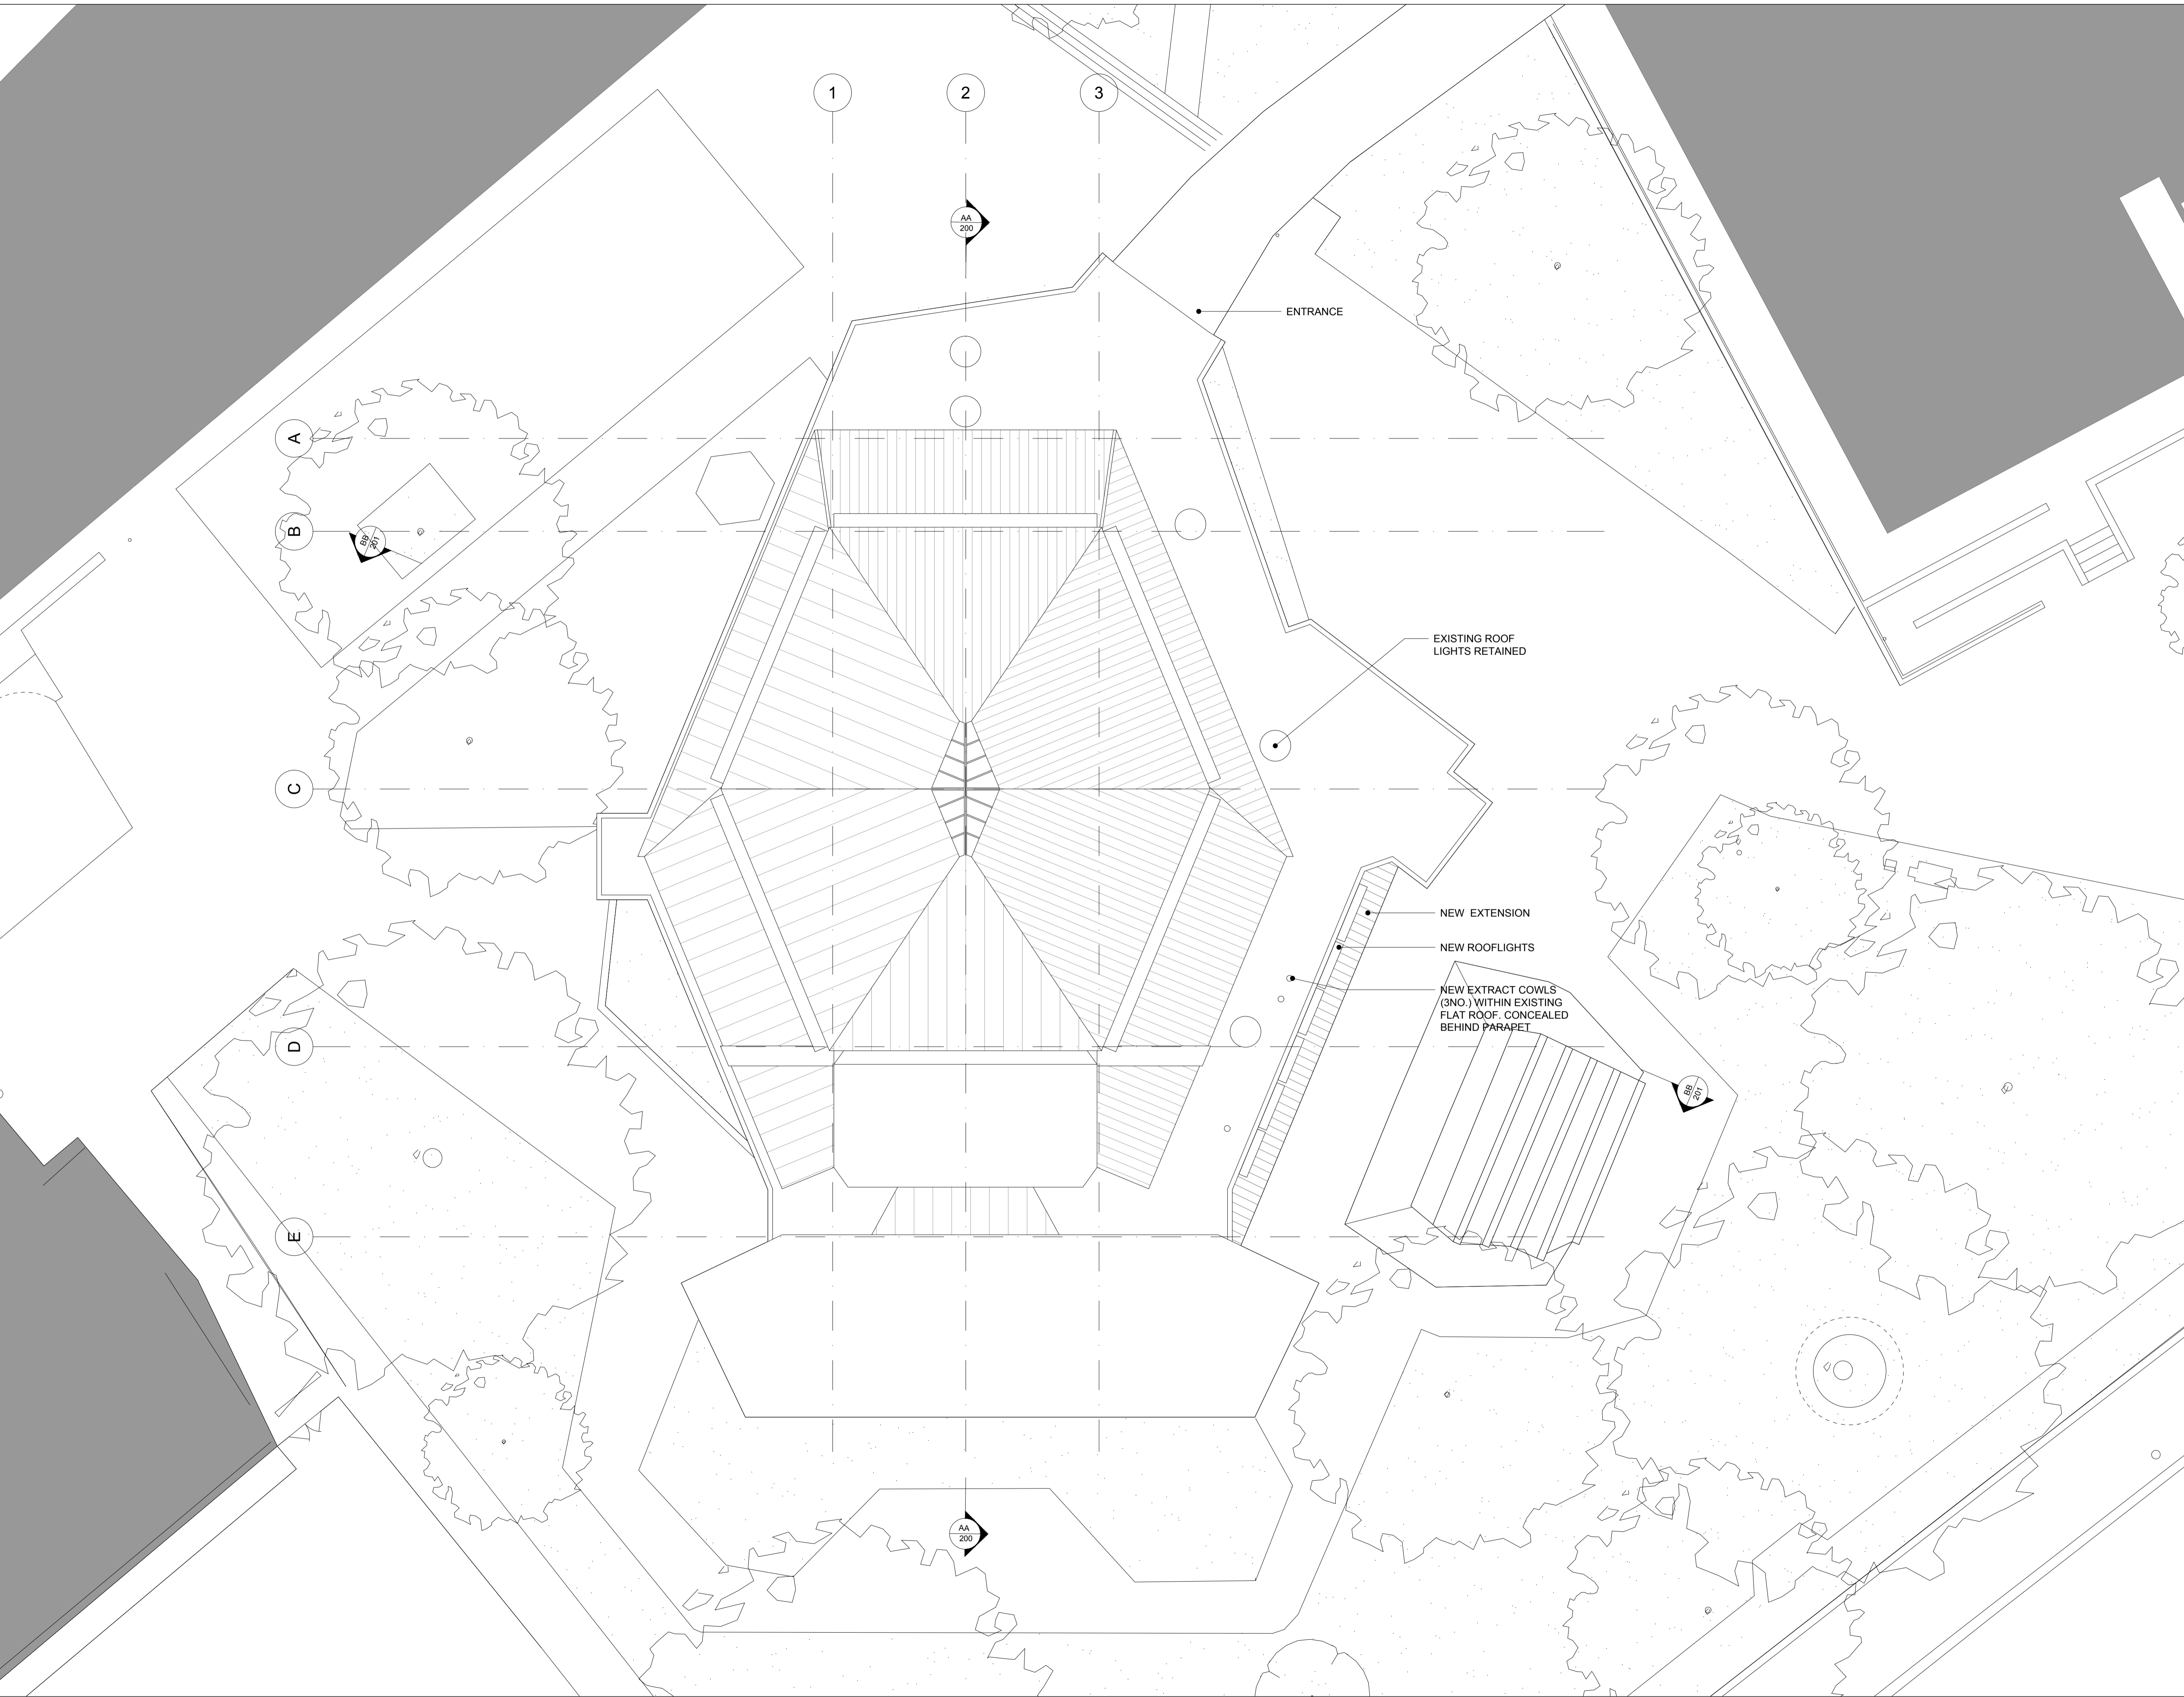 1
2
3
AA
200
ENTRANCE
A
B
BB
201
EXISTING ROOF
LIGHTS RETAINED
C
NEW  EXTENSION
NEW ROOFLIGHTS
NEW EXTRACT COWLS
(3NO.) WITHIN EXISTING
FLAT ROOF. CONCEALED
BEHIND PARAPET
D
BB
201
E
AA
200